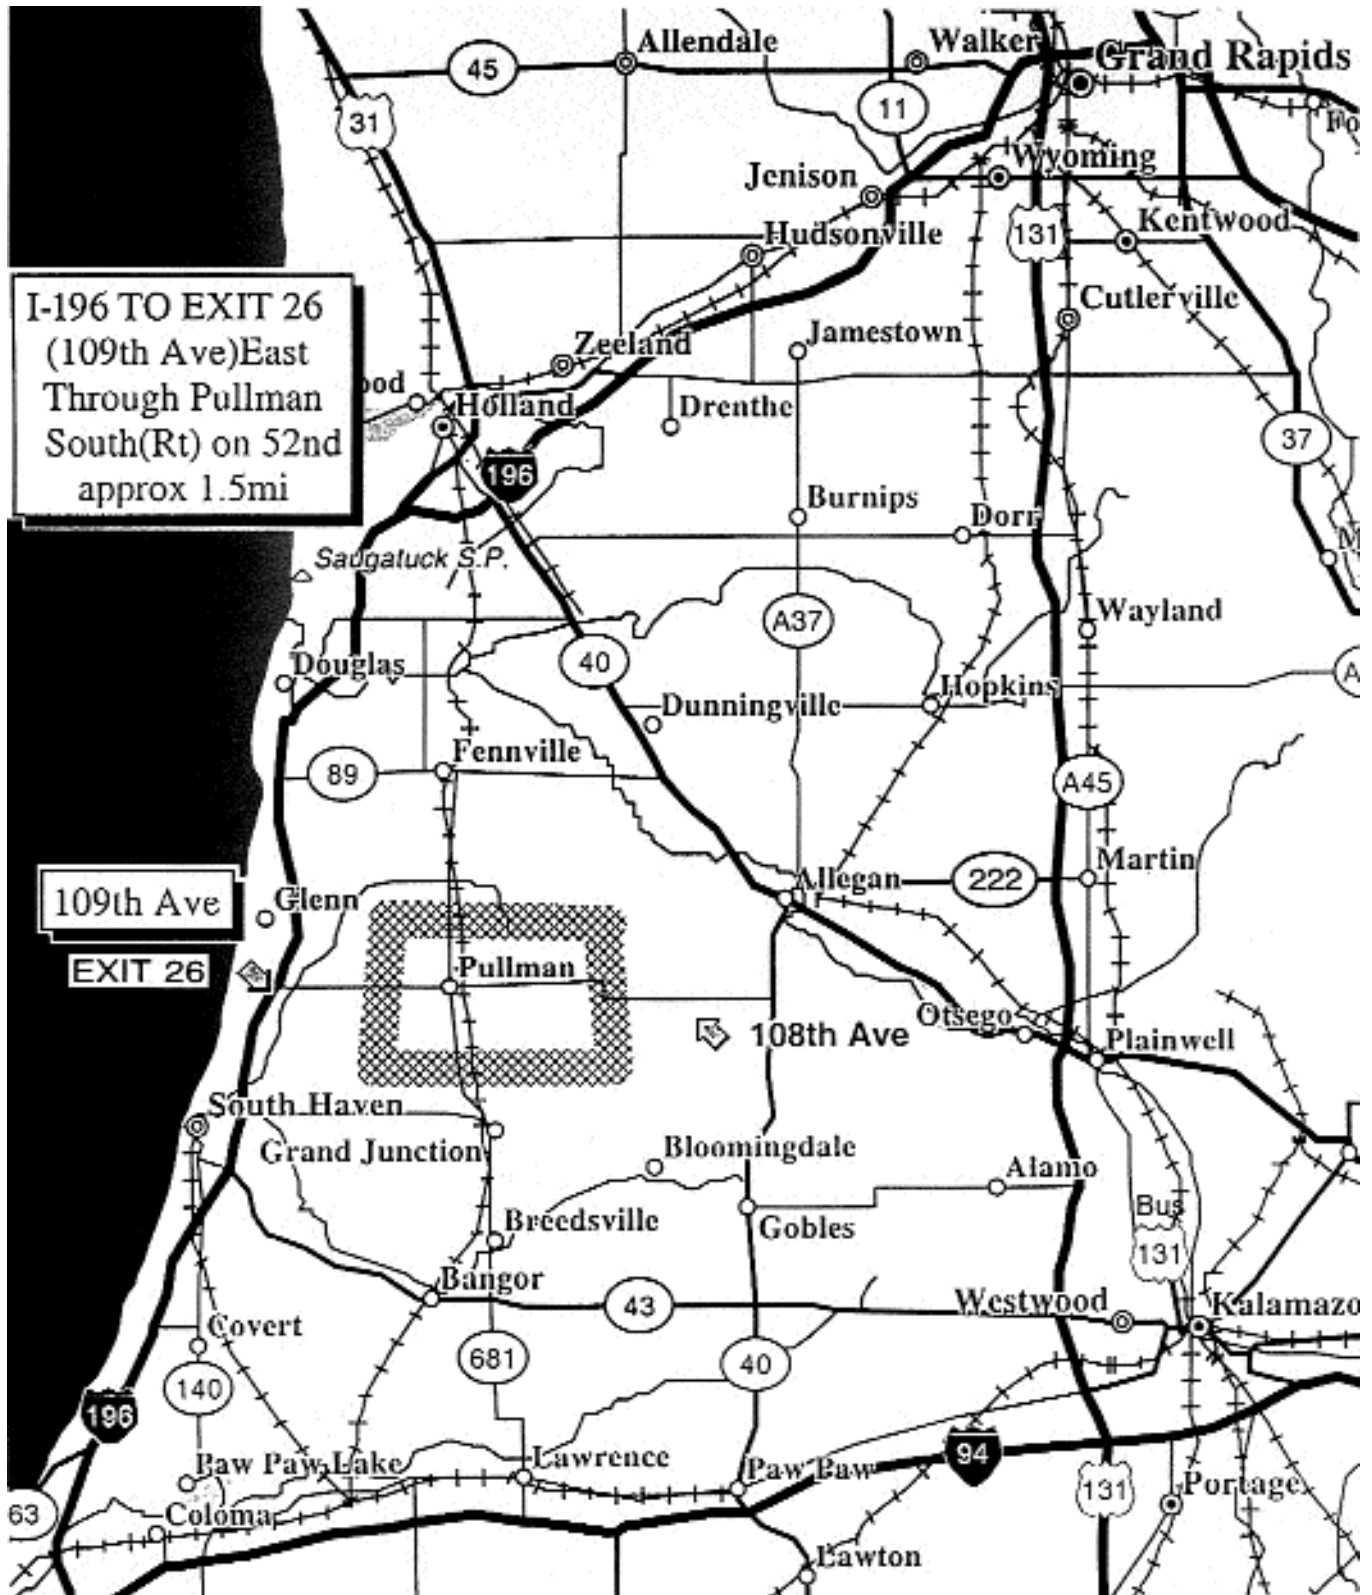 Allendale
Walker
Grand Rapids
45
11
31
Fo
Wyoming
Jenison
Kentwood
131
Hudsonville
I-196 TO EXIT 26
(109th Ave)East
Through Pullman
South(Rt) on 52nd
approx 1.5mi
Cutlerville
Jamestown
Zeeland
ood
Holland
Drenthe
37
196
Burnips
Dorr
M
Saugatuck S.P.
A37
Wayland
40
Douglas
A
Hopkins
Dunningville
Fennville
89
A45
Martin
Allegan
222
109th Ave
Glenn
EXIT 26
Pullman
Otsego
108th Ave
Plainwell
South Haven
Grand Junction
Bloomingdale
Alamo
Breedsville
Gobles
Bus
131
Bangor
43
Westwood
Kalamazo
Covert
681
40
140
196
Paw Paw Lake
Lawrence
Paw Paw
94
131
Portage
63
Coloma
Lawton